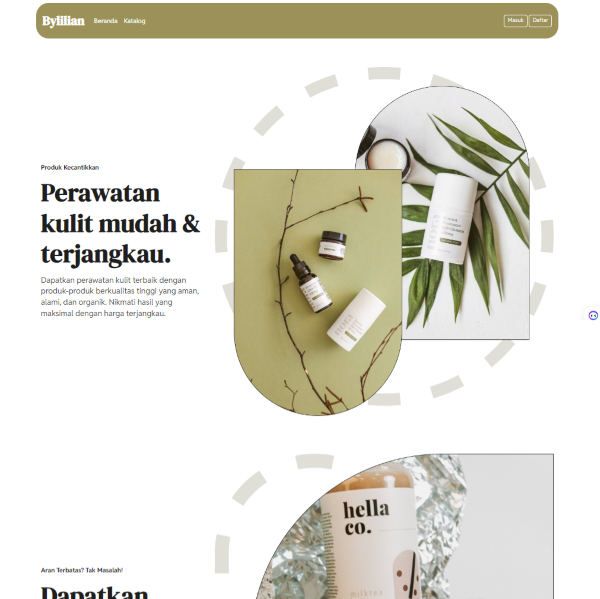 Bylilian
Beranda
Katalog
Masuk
Daftar
Produk Kecantikkan
Perawatan
kulit mudah &
terjangkau.
Dapatkan perawatan kulit terbaik dengan
produk-produk berkualitas tinggi yang aman,
alami, dan organik. Nikmati hasil yang
maksimal dengan harga terjangkau.
hella
co.
milktea
Aran Terbatas? Tak Masalah!
Dapatkan